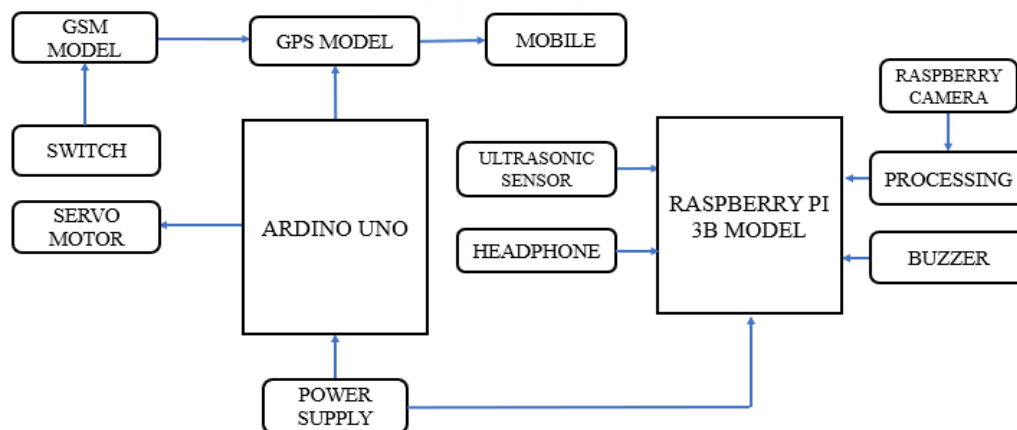 GSM
MODEL
GPS MODEL
MOBILE
RASPBERRY
CAMERA
SWITCH
ULTRASONIC
SENSOR
PROCESSING
SERVO
MOTOR
ARDINO UNO
RASPBERRY PI
3B MODEL
HEADPHONE
BUZZER
POWER
SUPPLY